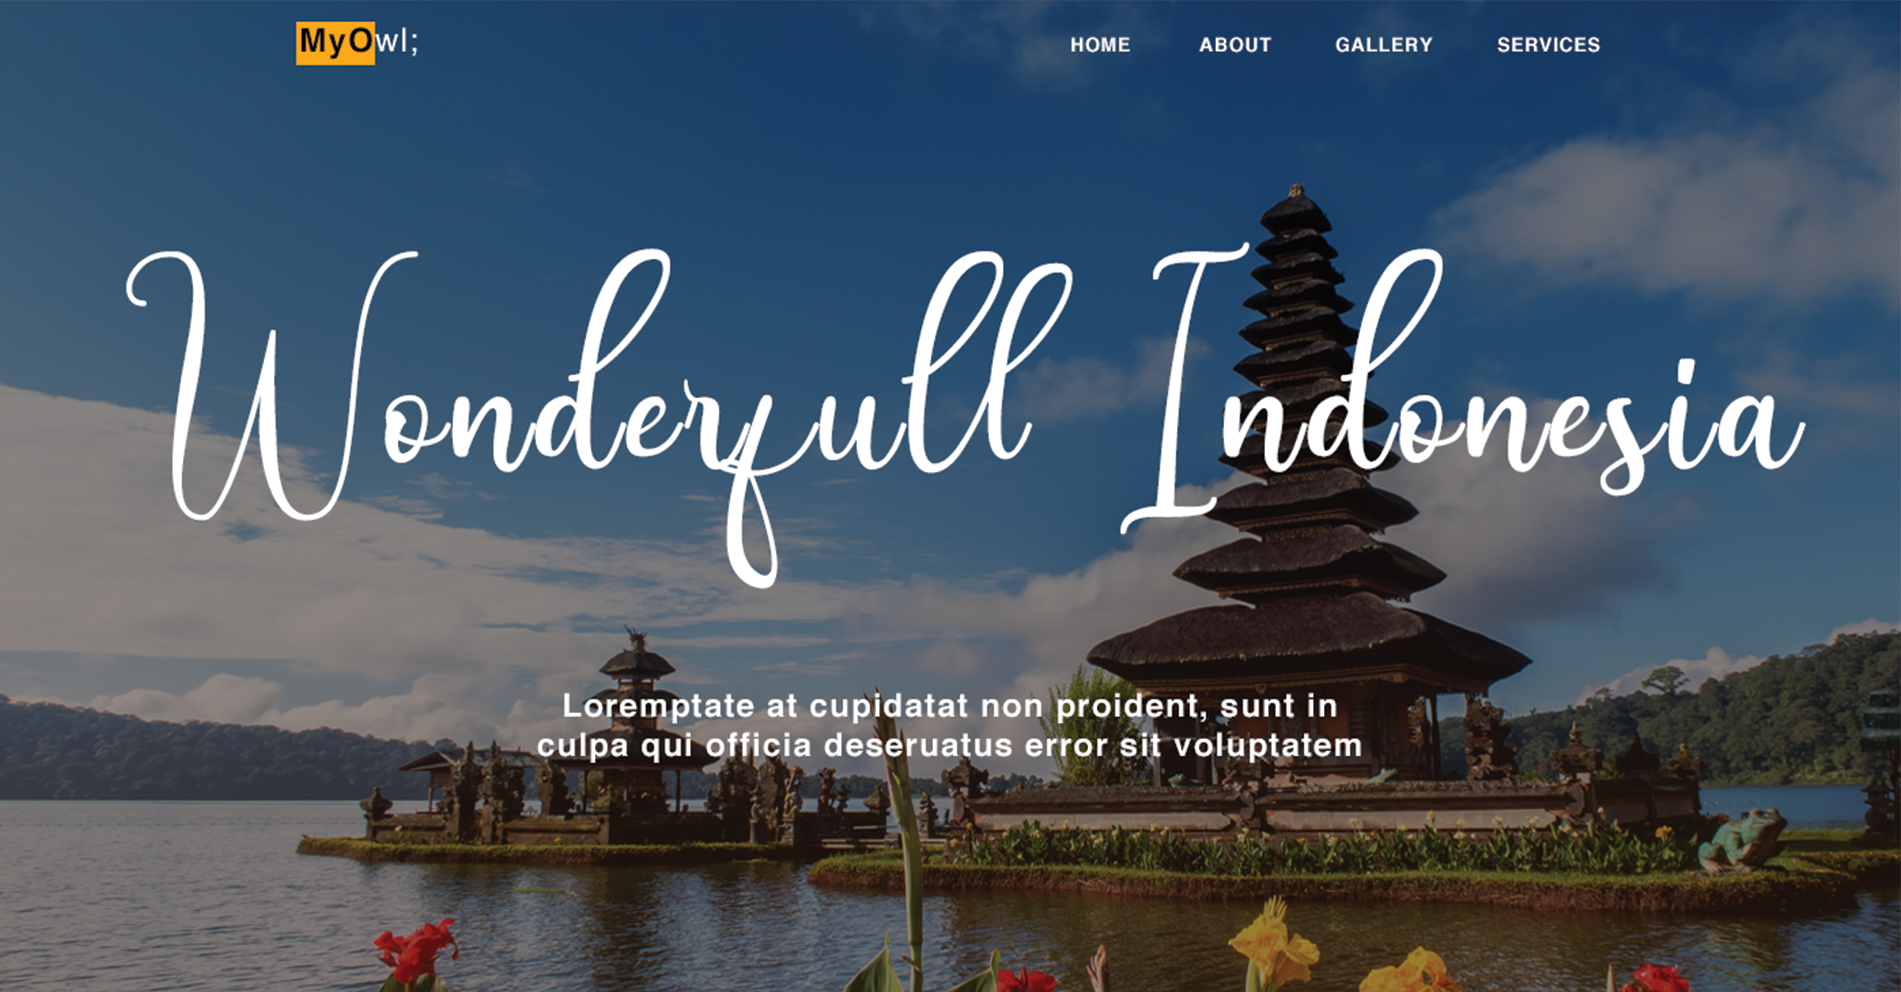 MyOwl;
HOME ABOUT GALLERY SERVICES
Wonderfull Indonesia
Loremptate at cupidatat non proident, sunt in
culpa qui officia deseruatus error sit voluptatem